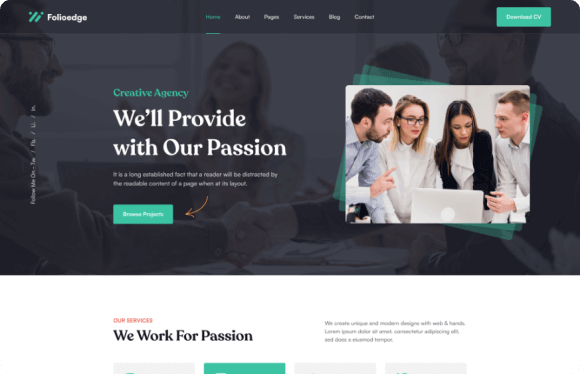 Folioedge
Home About Pages Services Blog Contact
Download CV
Creative Agency
We'll Provide
with Our Passion
It is a long established fact that a reader will be distracted by
the readable content of a page when at its layout.
Browse Projects
Follow Me On - Tw. / Fb. / Li. / In.
OUR SERVICES
We Work For Passion
We create unique and modern designs with web & hands.
Lorem ipsum dolor sit amet, consectetur adipiscing elit,
sed does a eiusmod tempor.